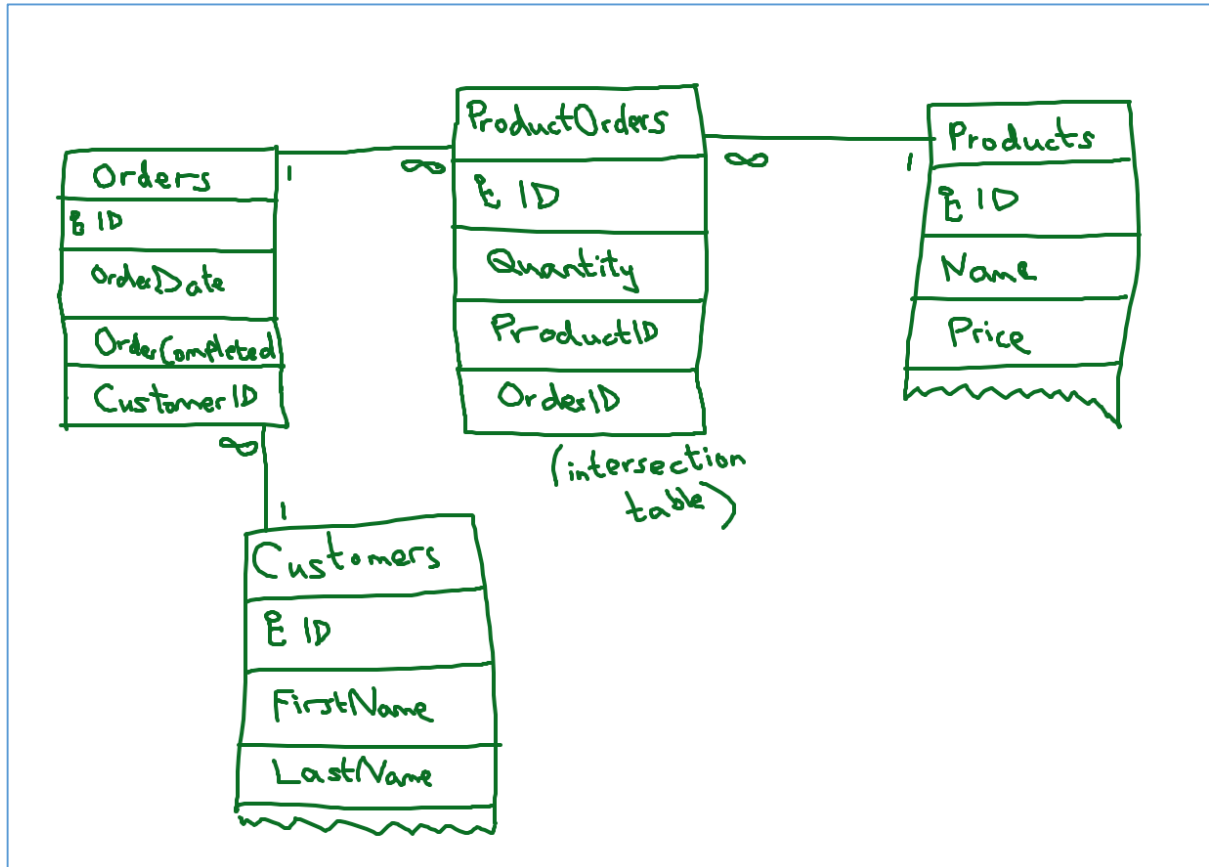 Orders
ID
OrderDate
OrderCompleted
CustomerID
1
∞
ProductOrders
ID
Quantity
ProductID
OrderID
(intersection
table)
∞
1
Products
ID
Name
Price
∞
1
Customers
ID
FirstName
LastName